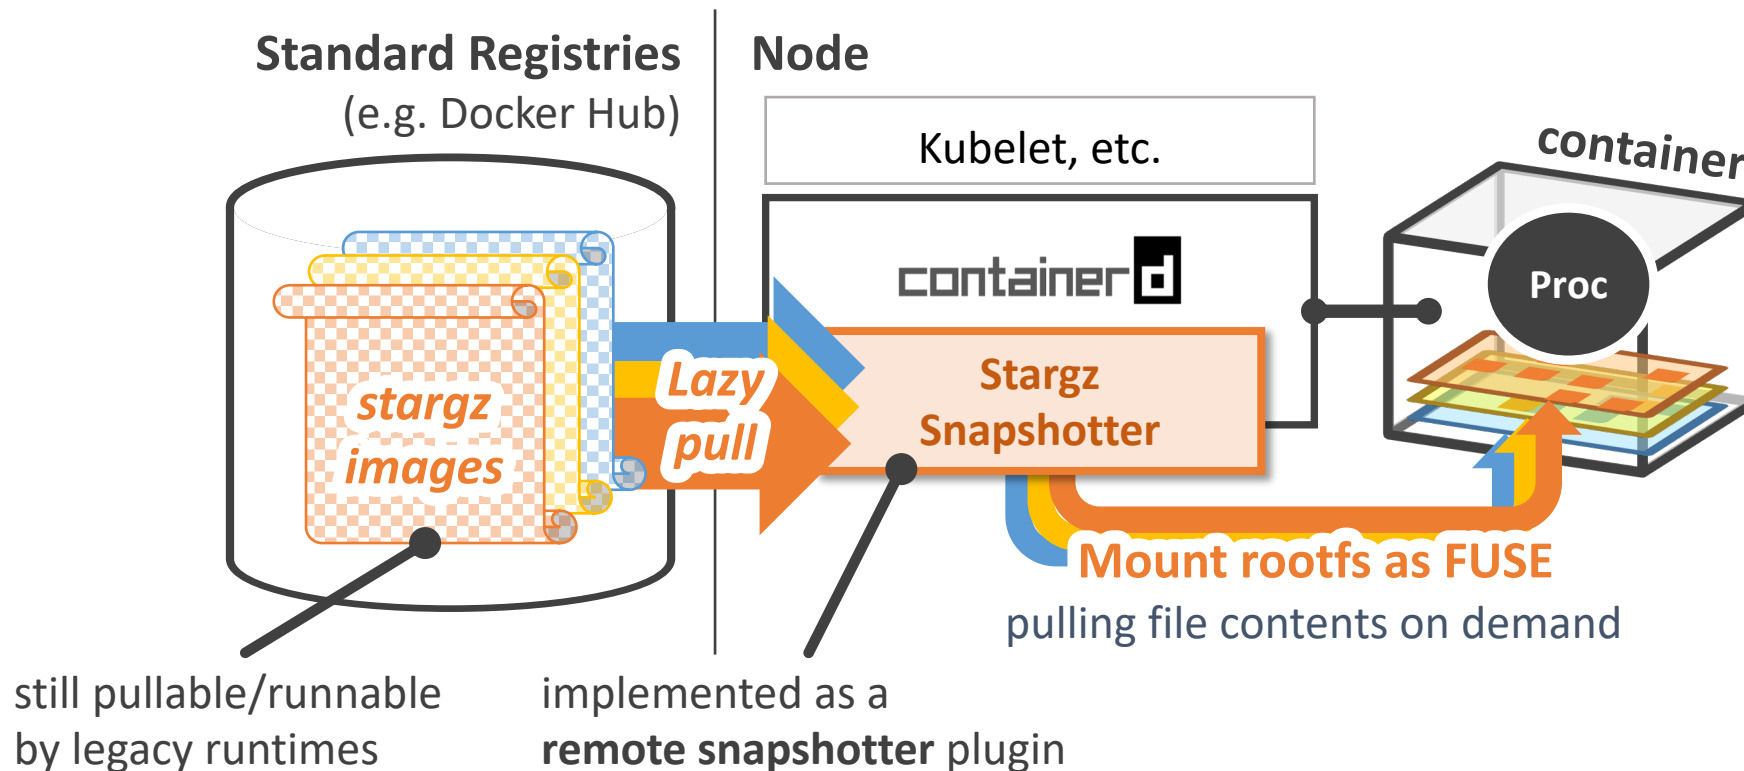 Standard Registries
(e.g. Docker Hub)
Node
Kubelet, etc.
container
containerd
Proc
stargz
images
Lazy
pull
Stargz
Snapshotter
Mount rootfs as FUSE
pulling file contents on demand
still pullable/runnable
by legacy runtimes
implemented as a
remote snapshotter plugin